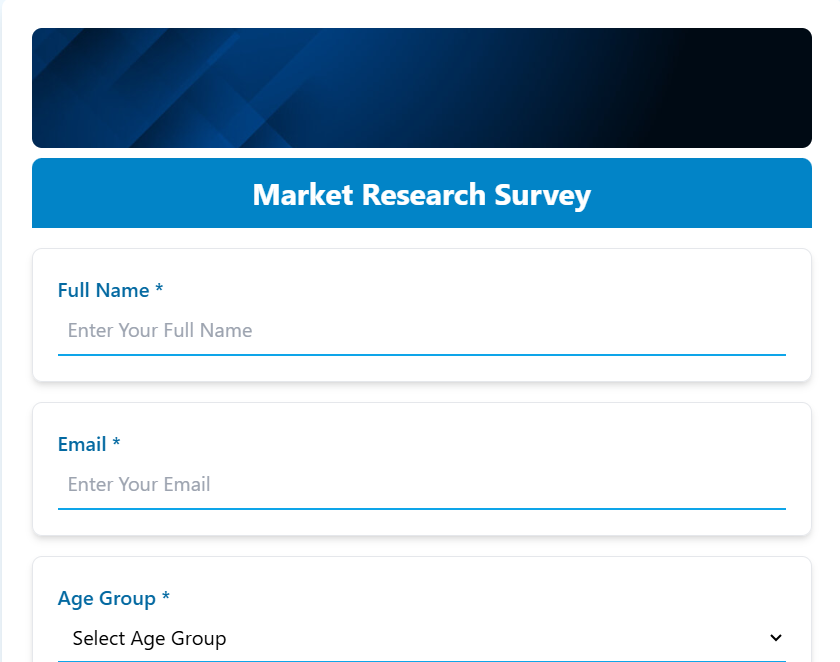 Market Research Survey
Full Name *
Enter Your Full Name
Email *
Enter Your Email
Age Group *
Select Age Group